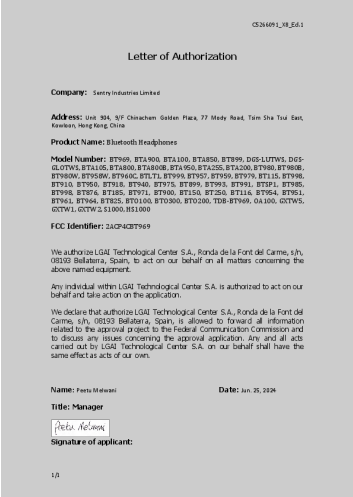 CS266091_XII_Ed.1
Letter of Authorization
Company: Sentry Industries Limited
Address: Unit 904, 9/F Chinachem Golden Plaza, 77 Mody Road, Tsim Sha Tsui East,
Kowloon, Hong Kong, China
Product Name: Bluetooth Headphones
Model Number: BT969, BTA900, BTA100, BTA850, BT899, DGS-LUTWS, DGS-
GLOTWS, BTA105, BTA800, BTA800B, BTA950, BTA255, BTA200, BT980, BT980B,
BT980W, BT958W, BT960C, BTLT1, BT999, BT957, BT959, BT979, BT115, BT998,
BT910, BT950, BT918, BT940, BT975, BT899, BT993, BT991, BTSP1, BT985,
BT998, BT876, BT185, BT971, BT900, BT150, BT250, BT116, BT954, BT951,
BT961, BT964, BT825, BTO100, BTO300, BTO200, TDB-BT969, OA100, GXTW5,
GXTW1, GXTW2, S1000, HS1000
FCC Identifier: 2ACP4CBT969
We authorize LGAI Technological Center S.A., Ronda de la Font del Carme, s/n,
08193 Bellaterra, Spain, to act on our behalf on all matters concerning the
above named equipment.
Any individual within LGAI Technological Center S.A. is authorized to act on our
behalf and take action on the application.
We declare that authorize LGAI Technological Center S.A., Ronda de la Font del
Carme, s/n, 08193 Bellaterra, Spain, is allowed to forward all information
related to the approval project to the Federal Communication Commission and
to discuss any issues concerning the approval application. Any and all acts
carried out by LGAI Technological Center S.A. on our behalf shall have the
same effect as acts of our own.
Name: Peetu Melwani Date: Jun. 25, 2024
Title: Manager
Peetu Melwani
Signature of applicant:
1/1